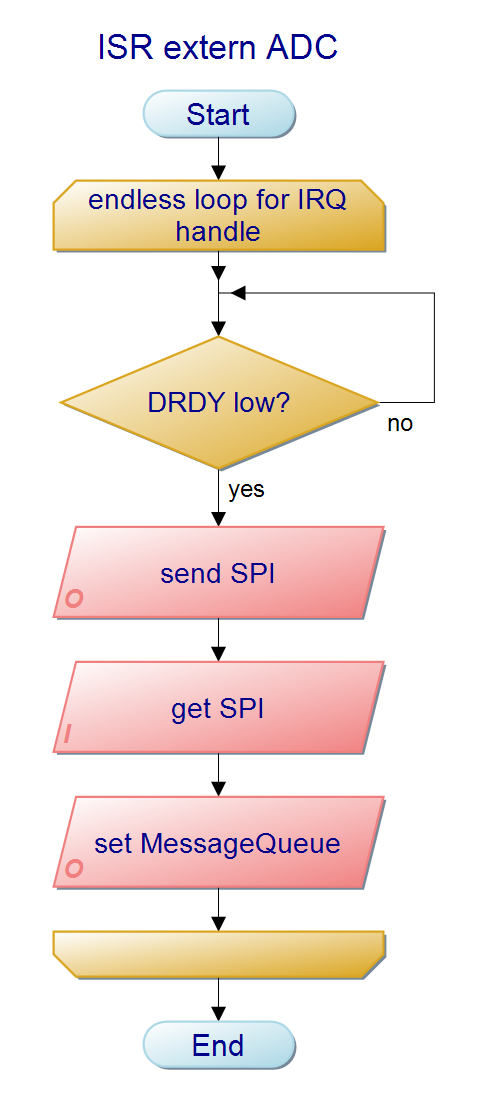 ISR extern ADC
Start
endless loop for IRQ
handle
DRDY low?
no
yes
send SPI
O
get SPI
I
set MessageQueue
O
End